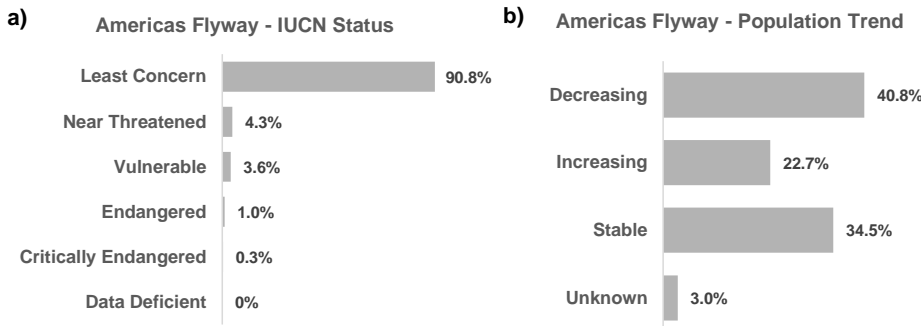 a)
Americas Flyway - IUCN Status
Least Concern 90.8%
Near Threatened 4.3%
Vulnerable 3.6%
Endangered 1.0%
Critically Endangered 0.3%
Data Deficient 0%
b)
Americas Flyway - Population Trend
Decreasing 40.8%
Increasing 22.7%
Stable 34.5%
Unknown 3.0%